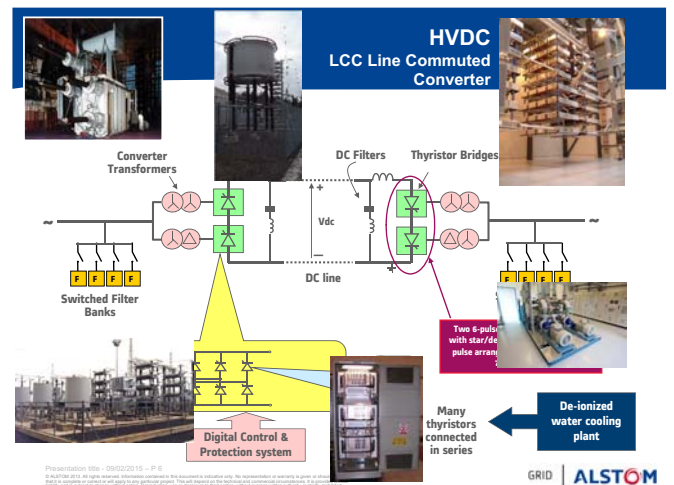 HVDC
LCC Line Commuted
Converter
Converter
Transformers
DC Filters
Thyristor Bridges
+
Vdc
−
~
~
DC line
+
F F F F
Switched Filter
Banks
Two 6-pulse
with star/de
pulse arrang
Digital Control &
Protection system
Many
thyristors
connected
in series
De-ionized
water cooling
plant
Presentation title - 09/02/2015 – P 6
GRID
ALSTOM